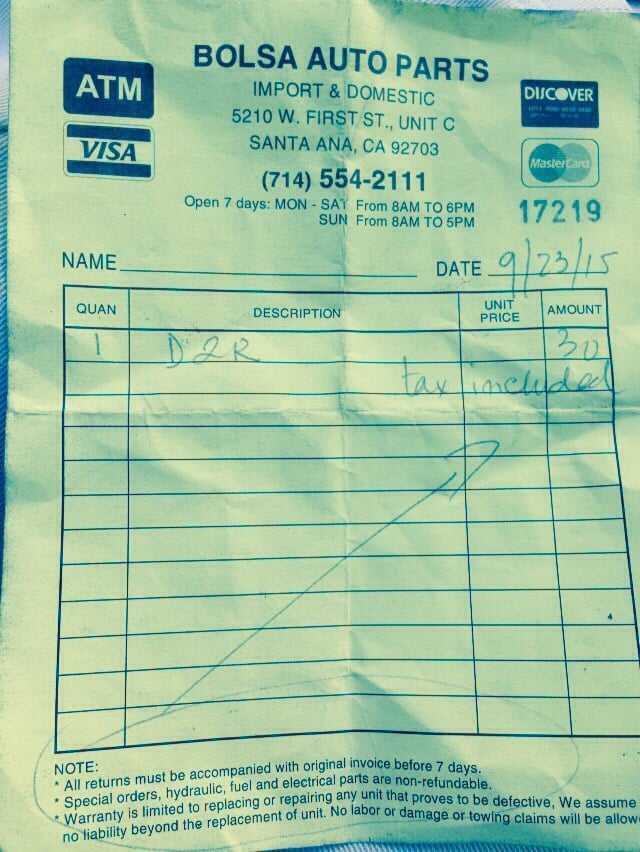 BOLSA AUTO PARTS
IMPORT & DOMESTIC
5210 W. FIRST ST., UNIT C
SANTA ANA, CA 92703
(714) 554-2111
Open 7 days: MON - SAT From 8AM TO 6PM
SUN From 8AM TO 5PM
ATM
VISA
DISCOVER
MasterCard
17219
NAME DATE 9/23/15
QUAN DESCRIPTION UNIT PRICE AMOUNT
1 D2R 30
tax included
NOTE:
* All returns must be accompanied with original invoice before 7 days.
* Special orders, hydraulic, fuel and electrical parts are non-refundable.
* Warranty is limited to replacing or repairing any unit that proves to be defective, We assume
no liability beyond the replacement of unit. No labor or damage or towing claims will be allow